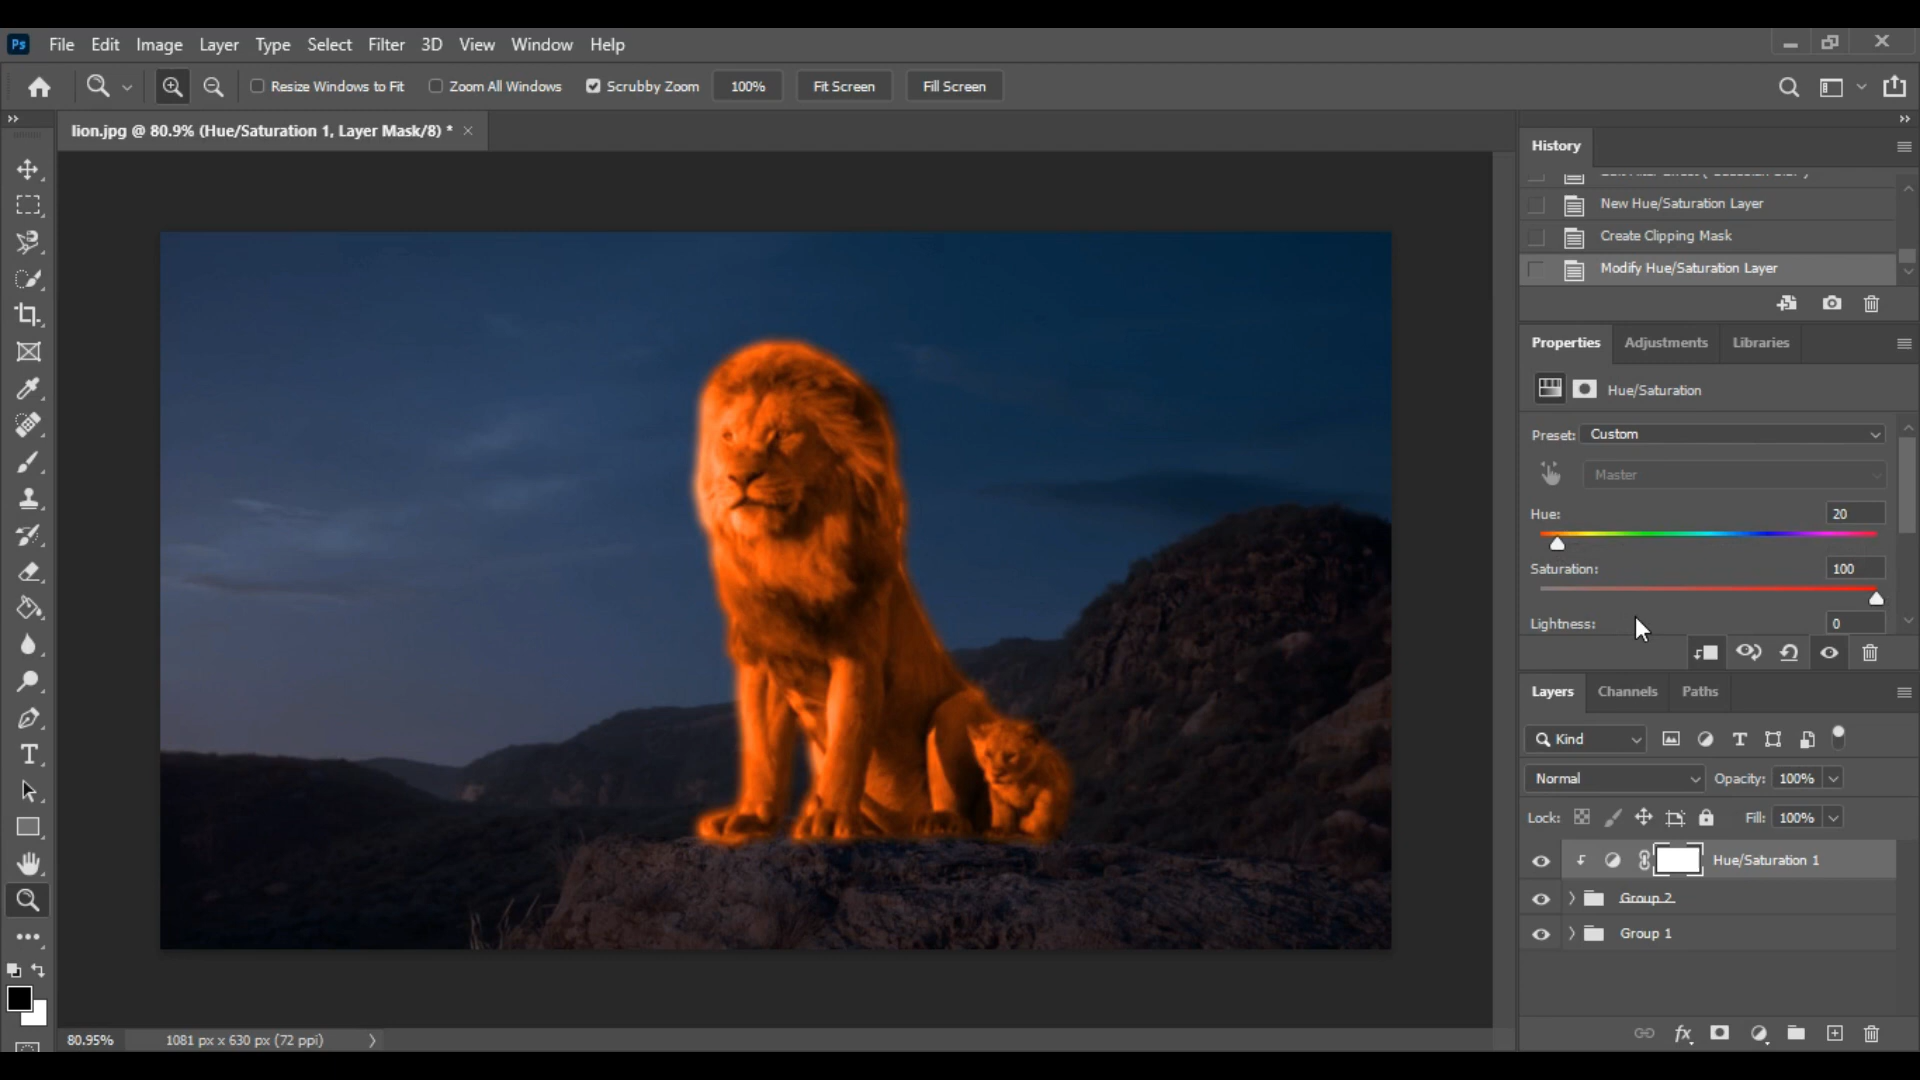 Ps File Edit Image Layer Type Select Filter 3D View Window Help
Resize Windows to Fit Zoom All Windows Scrubby Zoom 100% Fit Screen Fill Screen
lion.jpg @ 80.9% (Hue/Saturation 1, Layer Mask/8) *
History
New Hue/Saturation Layer
Create Clipping Mask
Modify Hue/Saturation Layer
Properties Adjustments Libraries
Hue/Saturation
Preset: Custom
Master
Hue: 20
Saturation: 100
Lightness: 0
Layers Channels Paths
Kind
Normal Opacity: 100%
Lock: Fill: 100%
Hue/Saturation 1
Group 2
Group 1
80.95% 1081 px x 630 px (72 ppi)